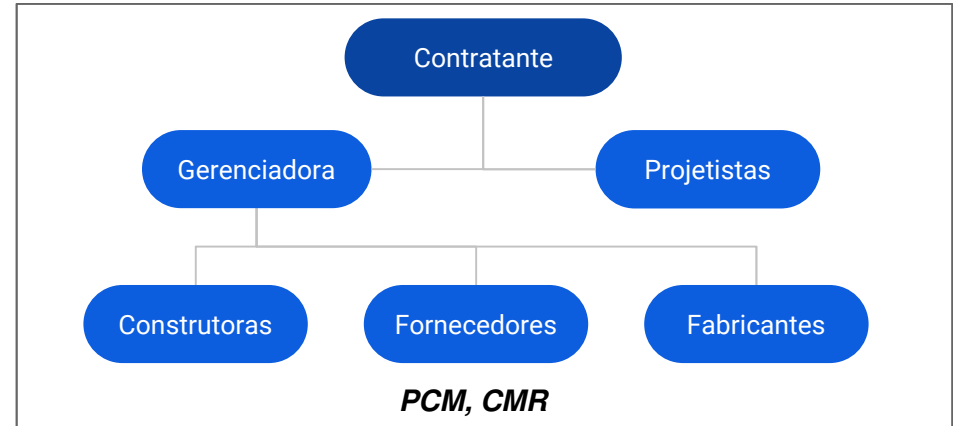 Contratante
Gerenciadora
Projetistas
Construtoras
Fornecedores
Fabricantes
PCM, CMR